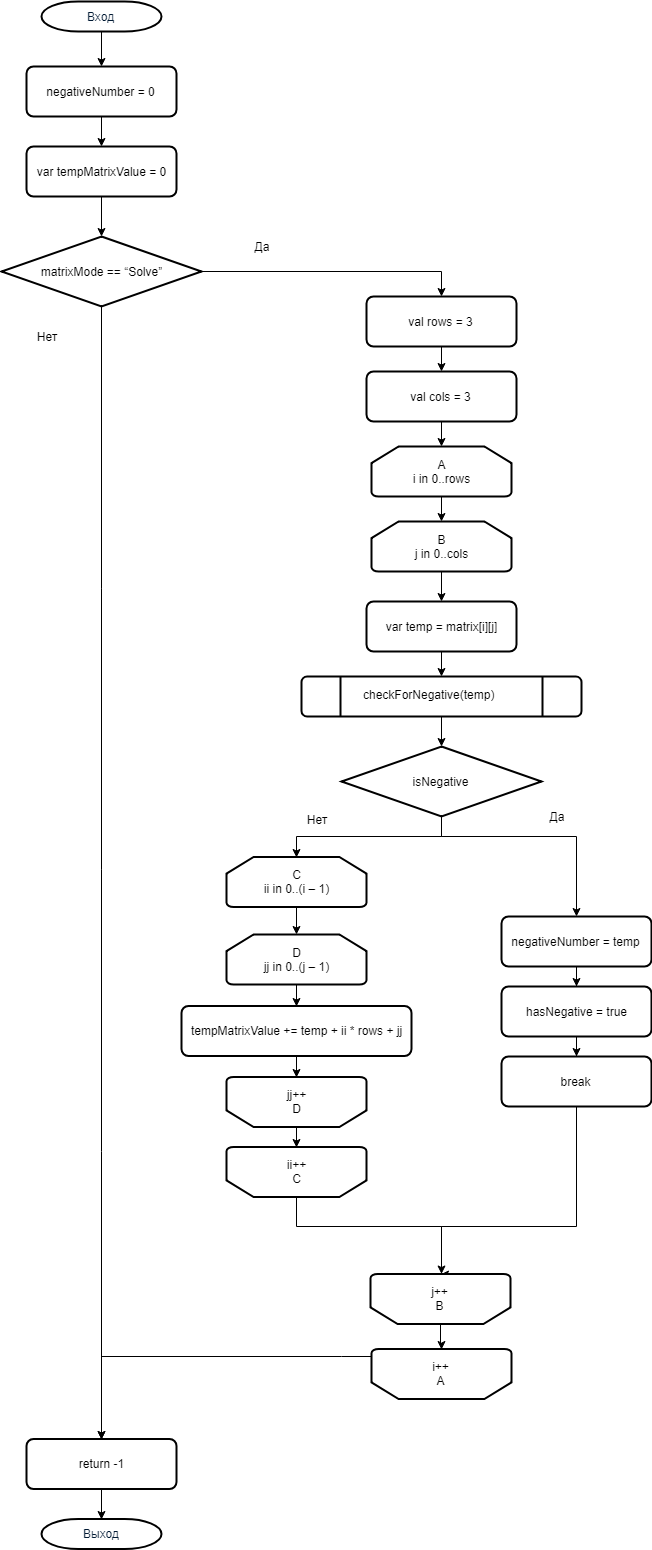 Вход
negativeNumber = 0
var tempMatrixValue = 0
matrixMode == “Solve”
Да
Нет
val rows = 3
val cols = 3
A
i in 0..rows
B
j in 0..cols
var temp = matrix[i][j]
checkForNegative(temp)
isNegative
Нет
Да
C
ii in 0..(i – 1)
D
jj in 0..(j – 1)
tempMatrixValue += temp + ii * rows + jj
jj++
D
ii++
C
negativeNumber = temp
hasNegative = true
break
j++
B
i++
A
return -1
Выход